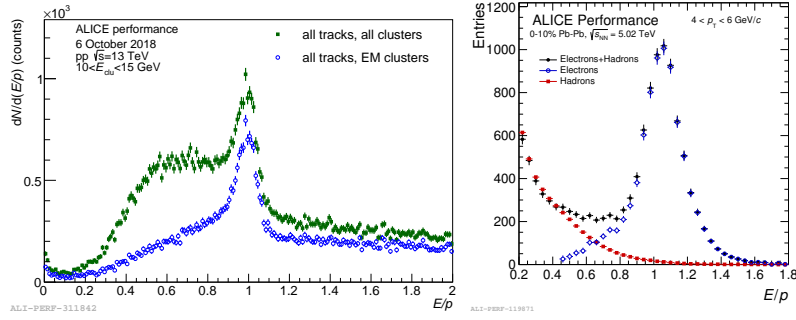 ×10³
ALICE performance
6 October 2018
pp √s=13 TeV
10<E_clu<15 GeV
all tracks, all clusters
all tracks, EM clusters
dN/d(E/p) (counts)
1
0.6
0.3
0
0 0.2 0.4 0.6 0.8 1 1.2 1.4 1.6 1.8 2
E/p
ALI-PERF-311842
Entries
ALICE Performance
4 < p_T < 6 GeV/c
0-10% Pb-Pb, √s_NN = 5.02 TeV
Electrons+Hadrons
Electrons
Hadrons
1200
1000
800
600
400
200
0
0.2 0.4 0.6 0.8 1 1.2 1.4 1.6 1.8
E/p
ALI-PERF-119871